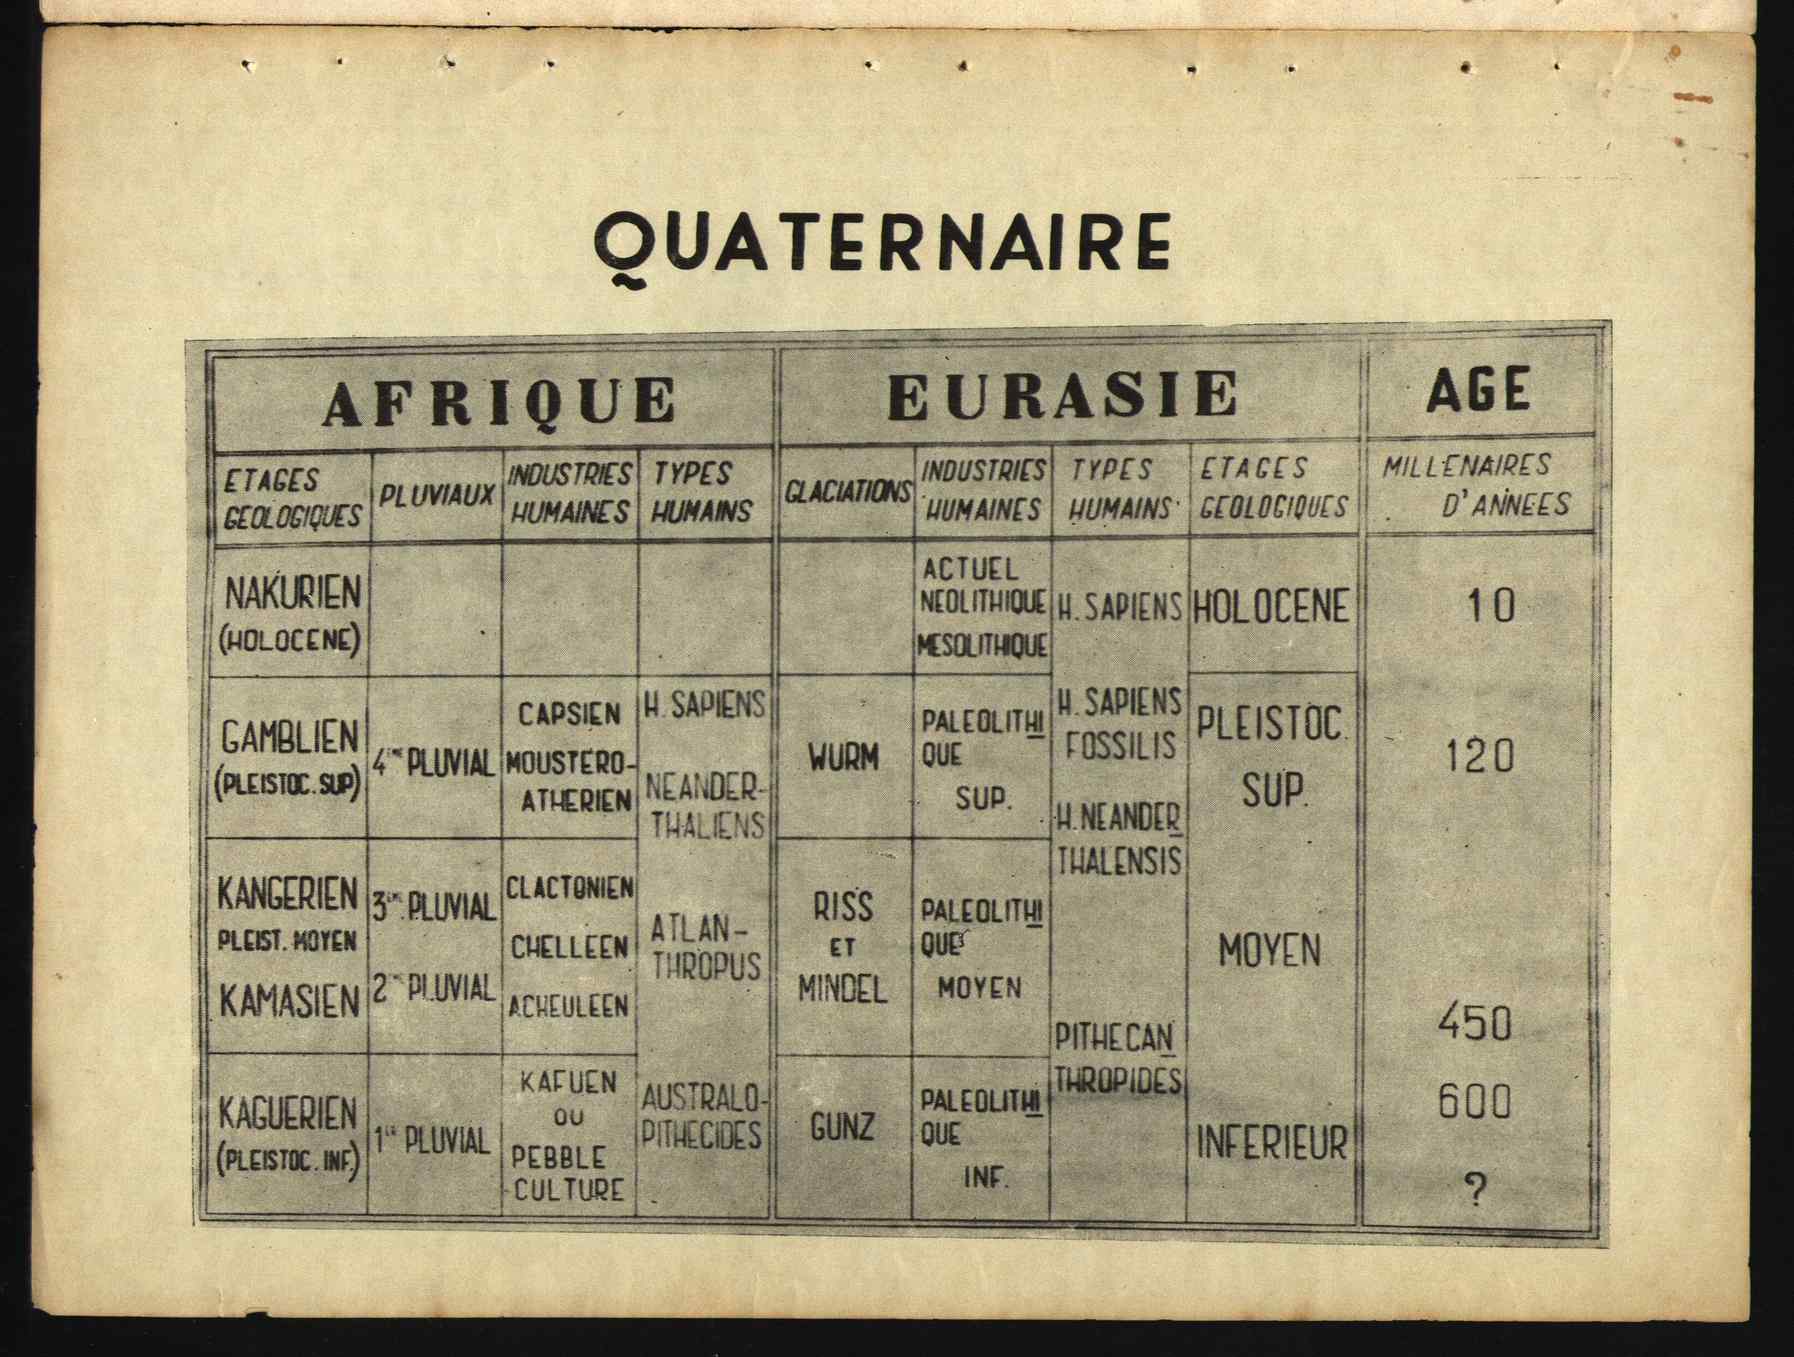 QUATERNAIRE
AFRIQUE
EURASIE
AGE
ETAGES
GEOLOGIQUES
PLUVIAUX
INDUSTRIES
HUMAINES
TYPES
HUMAINS
GLACIATIONS
INDUSTRIES
HUMAINES
TYPES
HUMAINS
ETAGES
GEOLOGIQUES
MILLENAIRES
D'ANNEES
NAKURIEN
(HOLOCENE)
ACTUEL
NEOLITHIQUE
MESOLITHIQUE
H. SAPIENS
HOLOCENE
10
GAMBLIEN
(PLEISTOC. SUP)
4me PLUVIAL
CAPSIEN
MOUSTERO-
ATHERIEN
H. SAPIENS
NEANDER-
THALIENS
WURM
PALEOLITHI
QUE
SUP.
H. SAPIENS
FOSSILIS
H. NEANDER
THALENSIS
PLEISTOC.
SUP.
120
KANGERIEN
PLEIST. MOYEN
KAMASIEN
3me PLUVIAL
2me PLUVIAL
CLACTONIEN
CHELLEEN
ACHEULEEN
ATLAN-
THROPUS
RISS
ET
MINDEL
PALEOLITHI
QUE
MOYEN
PITHECAN
THROPIDES
MOYEN
450
KAGUERIEN
(PLEISTOC. INF.)
1er PLUVIAL
KAFUEN
OU
PEBBLE
CULTURE
AUSTRALO-
PITHECIDES
GUNZ
PALEOLITHI
QUE
INF.
INFERIEUR
600
?